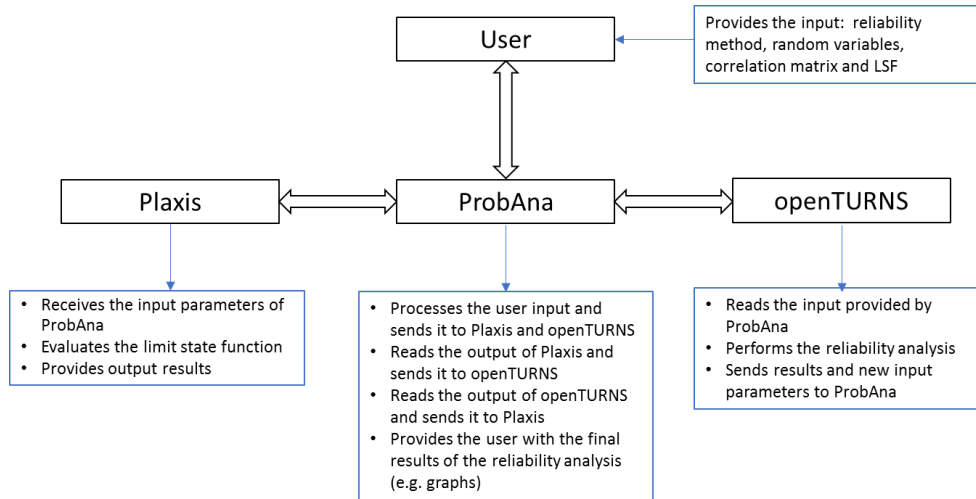 User
Provides the input:  reliability
method, random variables,
correlation matrix and LSF
Plaxis
ProbAna
openTURNS
• Receives the input parameters of
ProbAna
• Evaluates the limit state function
• Provides output results
• Processes the user input and
sends it to Plaxis and openTURNS
• Reads the output of Plaxis and
sends it to openTURNS
• Reads the output of openTURNS
and sends it to Plaxis
• Provides the user with the final
results of the reliability analysis
(e.g. graphs)
• Reads the input provided by
ProbAna
• Performs the reliability analysis
• Sends results and new input
parameters to ProbAna